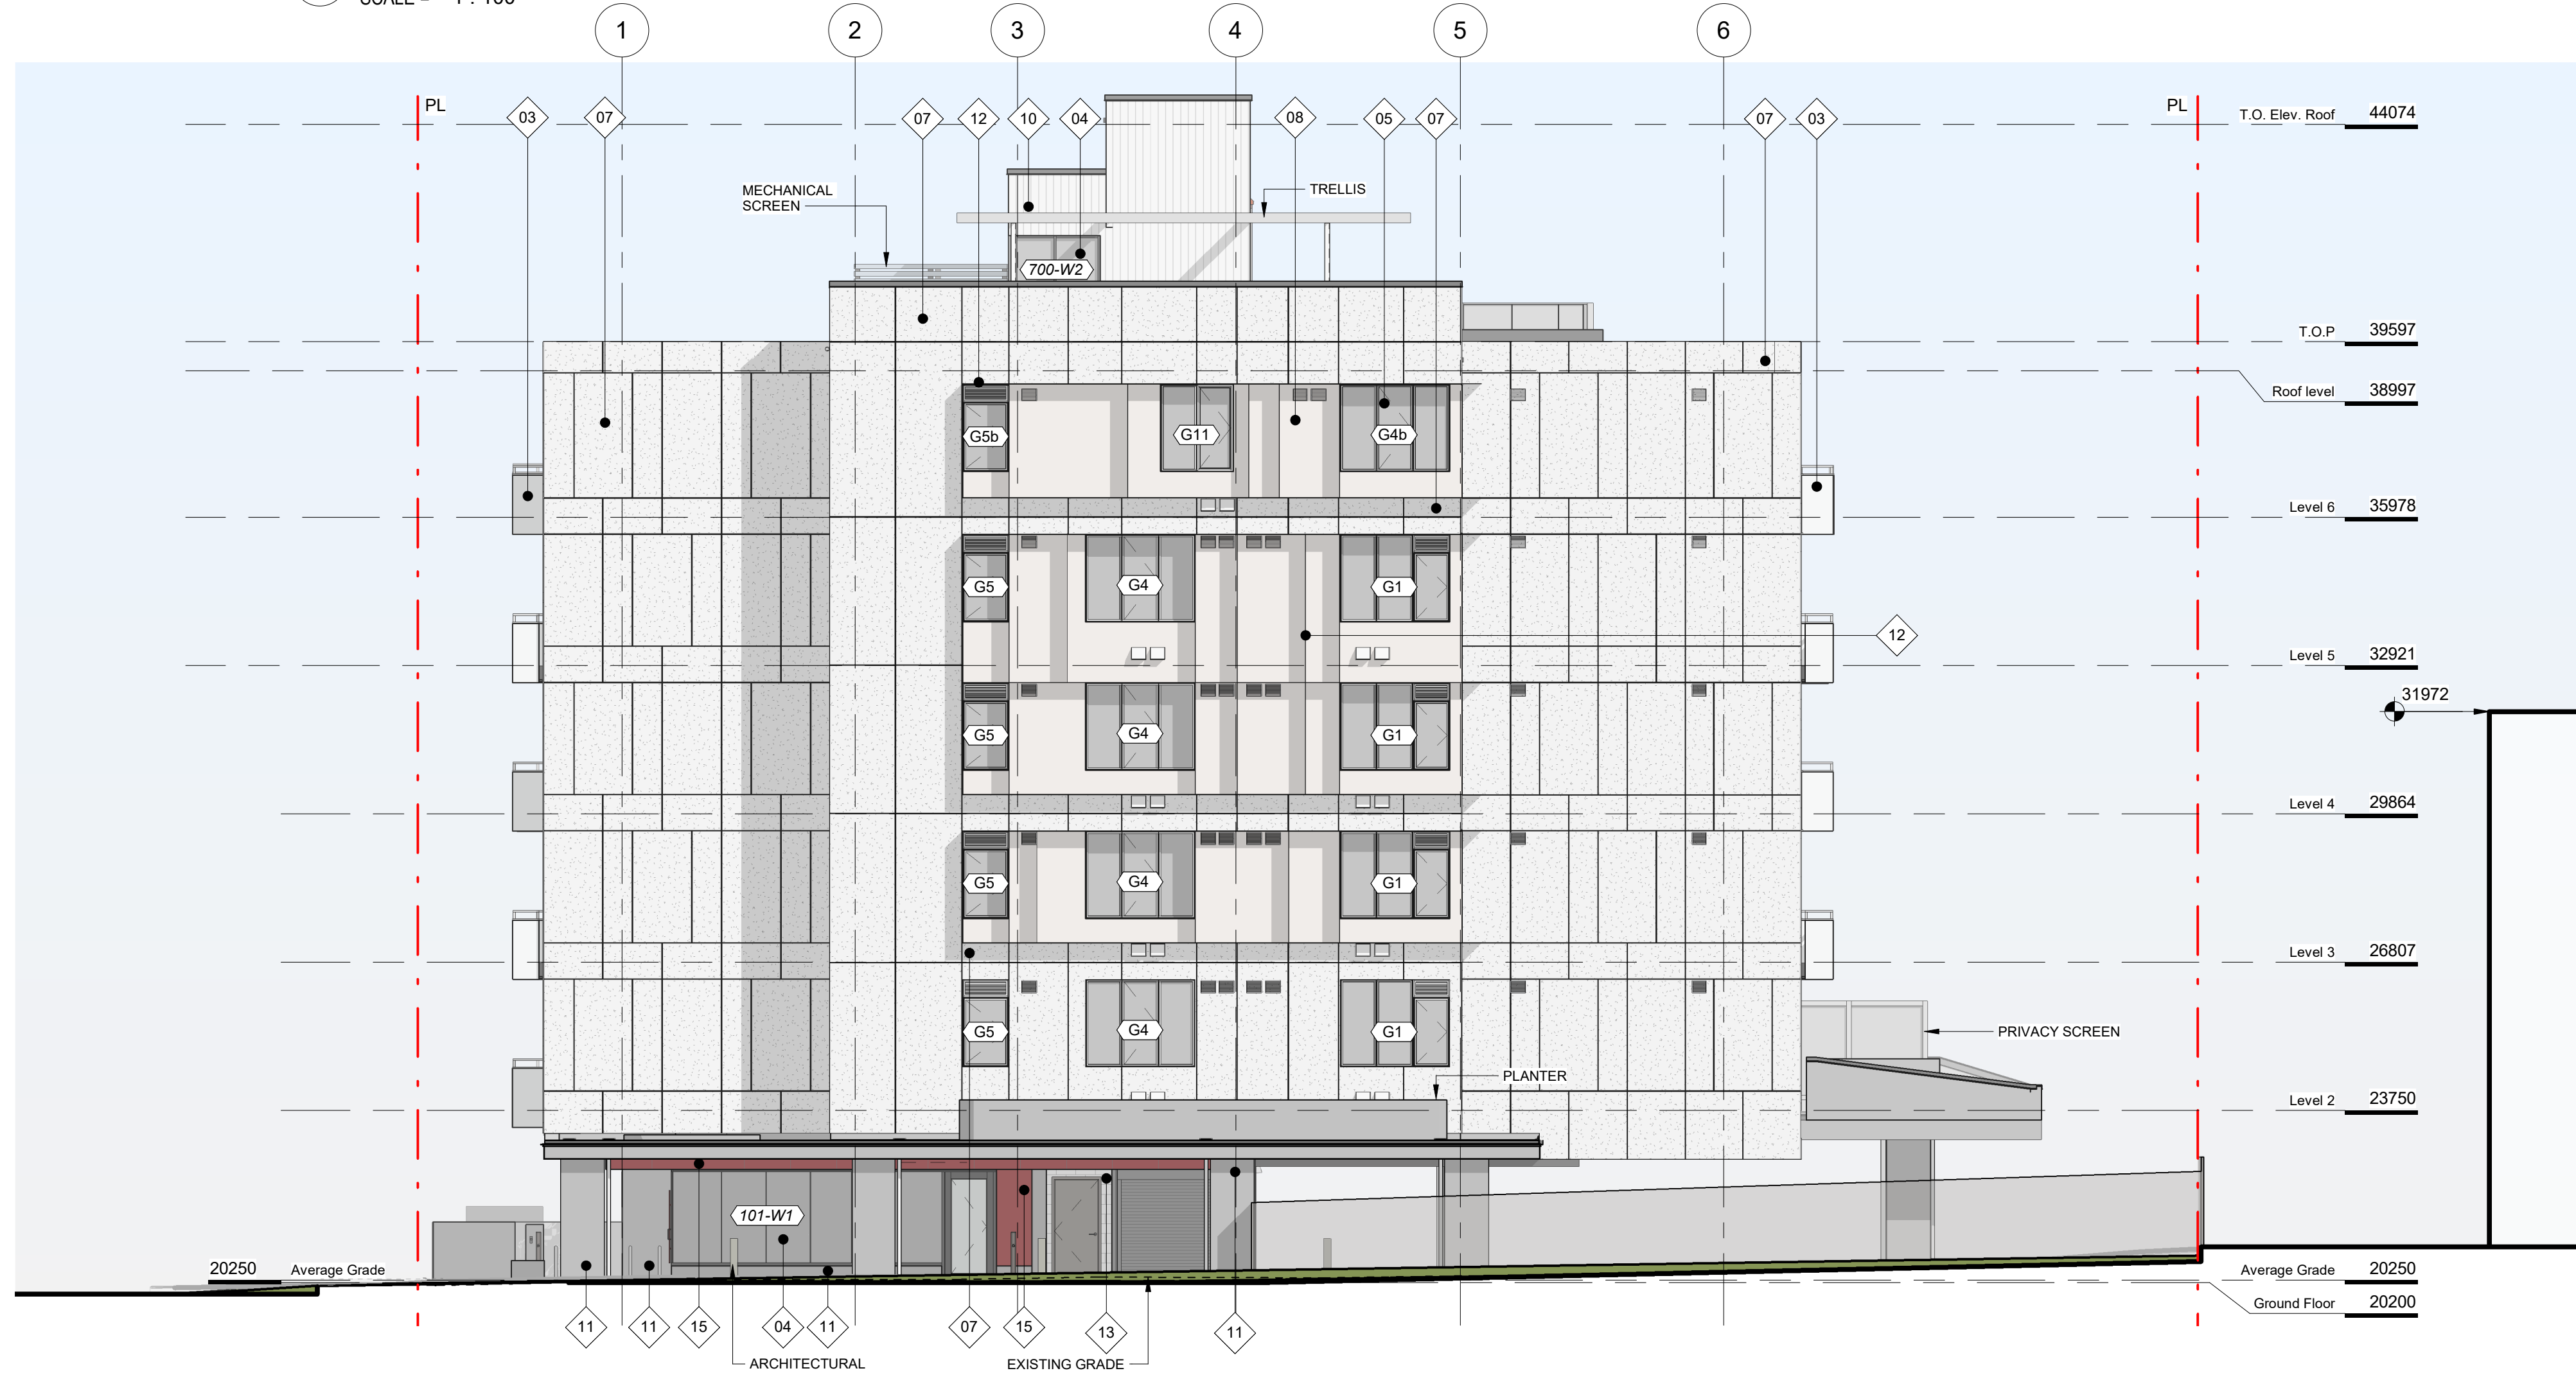 SCALE = 1 : 100
1 2 3 4 5 6
PL PL
03 07 07 12 10 04 08 05 07 07 03
T.O. Elev. Roof 44074
MECHANICAL
SCREEN
TRELLIS
700-W2
T.O.P 39597
Roof level 38997
G5b G11 G4b
Level 6 35978
G5 G4 G1
12
Level 5 32921
31972
G5 G4 G1
Level 4 29864
G5 G4 G1
Level 3 26807
G5 G4 G1
PRIVACY SCREEN
PLANTER
Level 2 23750
101-W1
20250 Average Grade
Average Grade 20250
Ground Floor 20200
11 11 15 04 11 07 15 13 11
ARCHITECTURAL
EXISTING GRADE